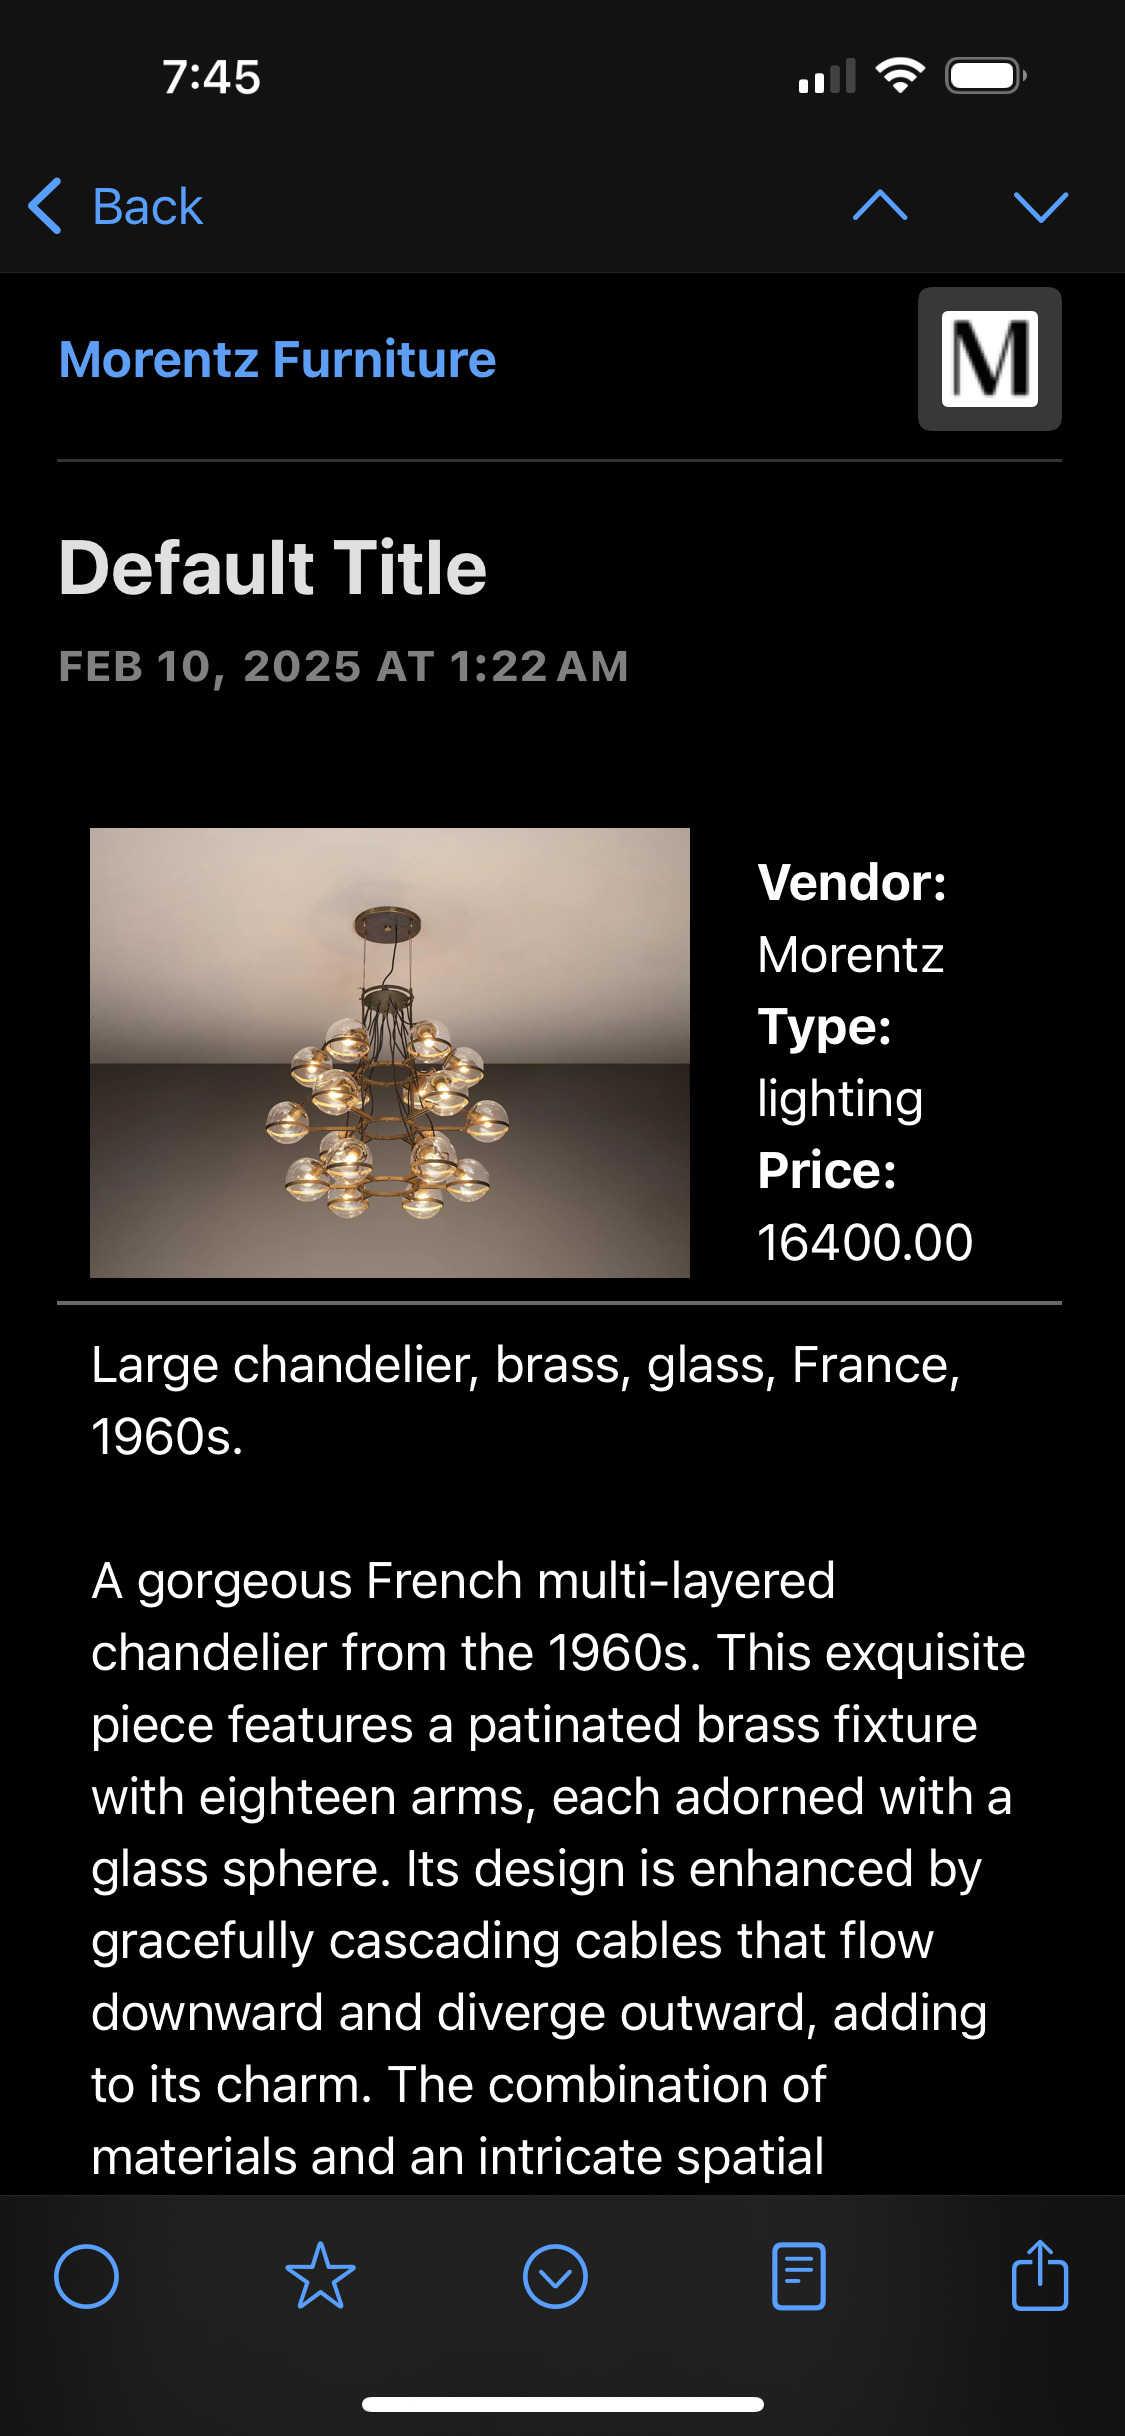 7:45
Back
Morentz Furniture
M
Default Title
FEB 10, 2025 AT 1:22 AM
Vendor:
Morentz
Type:
lighting
Price:
16400.00
Large chandelier, brass, glass, France,
1960s.
A gorgeous French multi-layered
chandelier from the 1960s. This exquisite
piece features a patinated brass fixture
with eighteen arms, each adorned with a
glass sphere. Its design is enhanced by
gracefully cascading cables that flow
downward and diverge outward, adding
to its charm. The combination of
materials and an intricate spatial